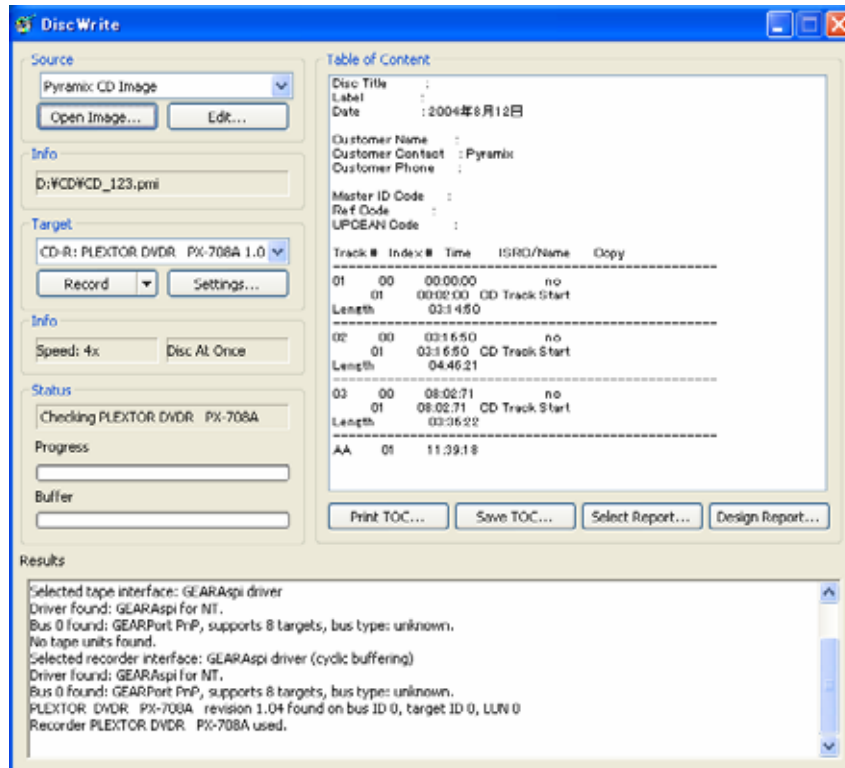 DiscWrite
Source
Pyramix CD Image
Open Image...
Edit...
Info
D:¥CD¥CD_123.pmi
Target
CD-R: PLEXTOR DVDR PX-708A 1.0
Record
Settings...
Info
Speed: 4x
Disc At Once
Status
Checking PLEXTOR DVDR PX-708A
Progress
Buffer
Table of Content
Disc Title :
Label :
Date : 2004年8月12日
Customer Name :
Customer Contact : Pyramix
Customer Phone :
Master ID Code :
Ref Code :
UPCEAN Code :
Track # Index # Time ISRC/Name Copy
01 00 00:00:00 no
01 00:02:00 CD Track Start
Length 03:14:50
02 00 03:16:50 no
01 03:16:50 CD Track Start
Length 04:46:21
03 00 08:02:71 no
01 08:02:71 CD Track Start
Length 03:36:22
AA 01 11:39:18
Print TOC...
Save TOC...
Select Report...
Design Report...
Results
Selected tape interface: GEARAspi driver
Driver found: GEARAspi for NT.
Bus 0 found: GEARPort PnP, supports 8 targets, bus type: unknown.
No tape units found.
Selected recorder interface: GEARAspi driver (cyclic buffering)
Driver found: GEARAspi for NT.
Bus 0 found: GEARPort PnP, supports 8 targets, bus type: unknown.
PLEXTOR DVDR PX-708A revision 1.04 found on bus ID 0, target ID 0, LUN 0
Recorder PLEXTOR DVDR PX-708A used.